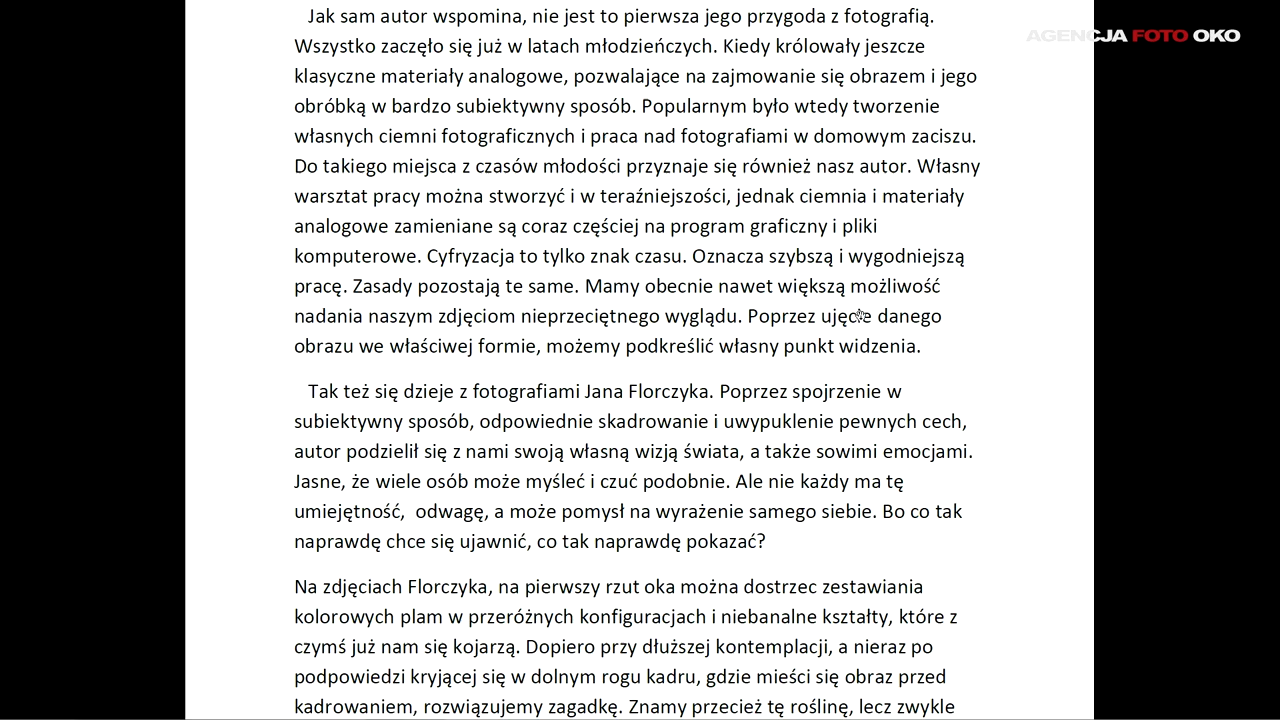 AGENCJA FOTO OKO
Jak sam autor wspomina, nie jest to pierwsza jego przygoda z fotografią.
Wszystko zaczęło się już w latach młodzieńczych. Kiedy królowały jeszcze
klasyczne materiały analogowe, pozwalające na zajmowanie się obrazem i jego
obróbką w bardzo subiektywny sposób. Popularnym było wtedy tworzenie
własnych ciemni fotograficznych i praca nad fotografiami w domowym zaciszu.
Do takiego miejsca z czasów młodości przyznaje się również nasz autor. Własny
warsztat pracy można stworzyć i w teraźniejszości, jednak ciemnia i materiały
analogowe zamieniane są coraz częściej na program graficzny i pliki
komputerowe. Cyfryzacja to tylko znak czasu. Oznacza szybszą i wygodniejszą
pracę. Zasady pozostają te same. Mamy obecnie nawet większą możliwość
nadania naszym zdjęciom nieprzeciętnego wyglądu. Poprzez ujęcie danego
obrazu we właściwej formie, możemy podkreślić własny punkt widzenia.
Tak też się dzieje z fotografiami Jana Florczyka. Poprzez spojrzenie w
subiektywny sposób, odpowiednie skadrowanie i uwypuklenie pewnych cech,
autor podzielił się z nami swoją własną wizją świata, a także sowimi emocjami.
Jasne, że wiele osób może myśleć i czuć podobnie. Ale nie każdy ma tę
umiejętność,  odwagę, a może pomysł na wyrażenie samego siebie. Bo co tak
naprawdę chce się ujawnić, co tak naprawdę pokazać?
Na zdjęciach Florczyka, na pierwszy rzut oka można dostrzec zestawiania
kolorowych plam w przeróżnych konfiguracjach i niebanalne kształty, które z
czymś już nam się kojarzą. Dopiero przy dłuższej kontemplacji, a nieraz po
podpowiedzi kryjącej się w dolnym rogu kadru, gdzie mieści się obraz przed
kadrowaniem, rozwiązujemy zagadkę. Znamy przecież tę roślinę, lecz zwykle